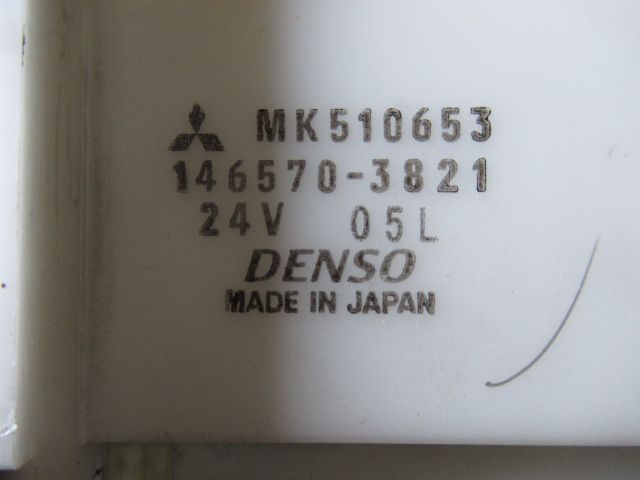 MK510653
146570-3821
24V 05L
DENSO
MADE IN JAPAN